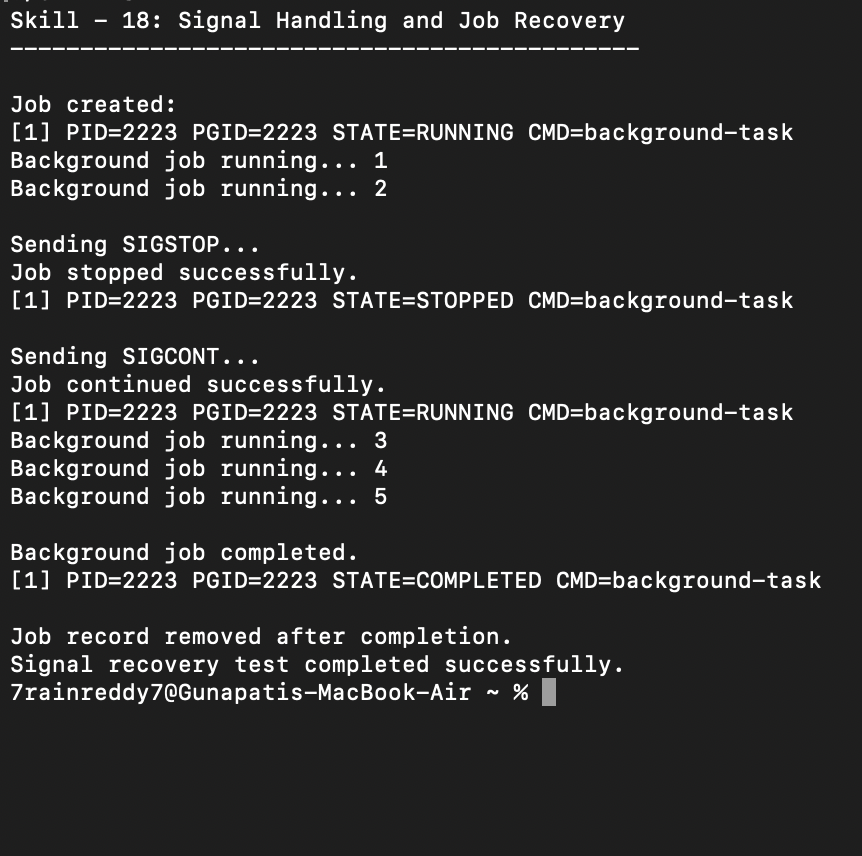 Skill - 18: Signal Handling and Job Recovery
---------------------------------------------
Job created:
[1] PID=2223 PGID=2223 STATE=RUNNING CMD=background-task
Background job running... 1
Background job running... 2
Sending SIGSTOP...
Job stopped successfully.
[1] PID=2223 PGID=2223 STATE=STOPPED CMD=background-task
Sending SIGCONT...
Job continued successfully.
[1] PID=2223 PGID=2223 STATE=RUNNING CMD=background-task
Background job running... 3
Background job running... 4
Background job running... 5
Background job completed.
[1] PID=2223 PGID=2223 STATE=COMPLETED CMD=background-task
Job record removed after completion.
Signal recovery test completed successfully.
7rainreddy7@Gunapatis-MacBook-Air ~ %